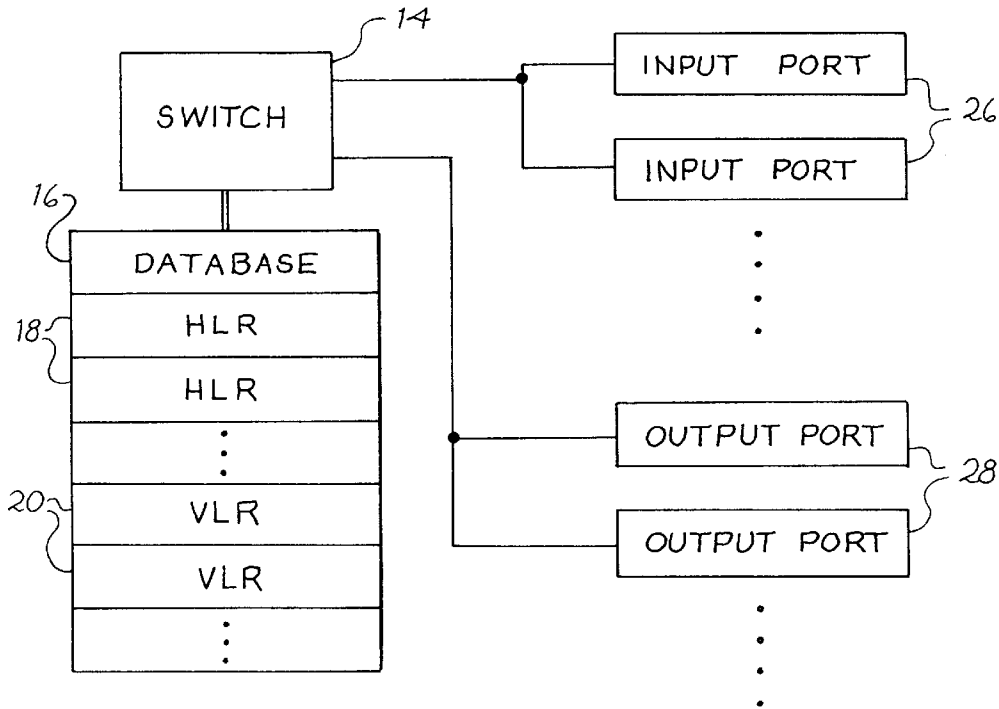 14
SWITCH
INPUT PORT
INPUT PORT
26
16
DATABASE
18
HLR
HLR
OUTPUT PORT
OUTPUT PORT
28
20
VLR
VLR